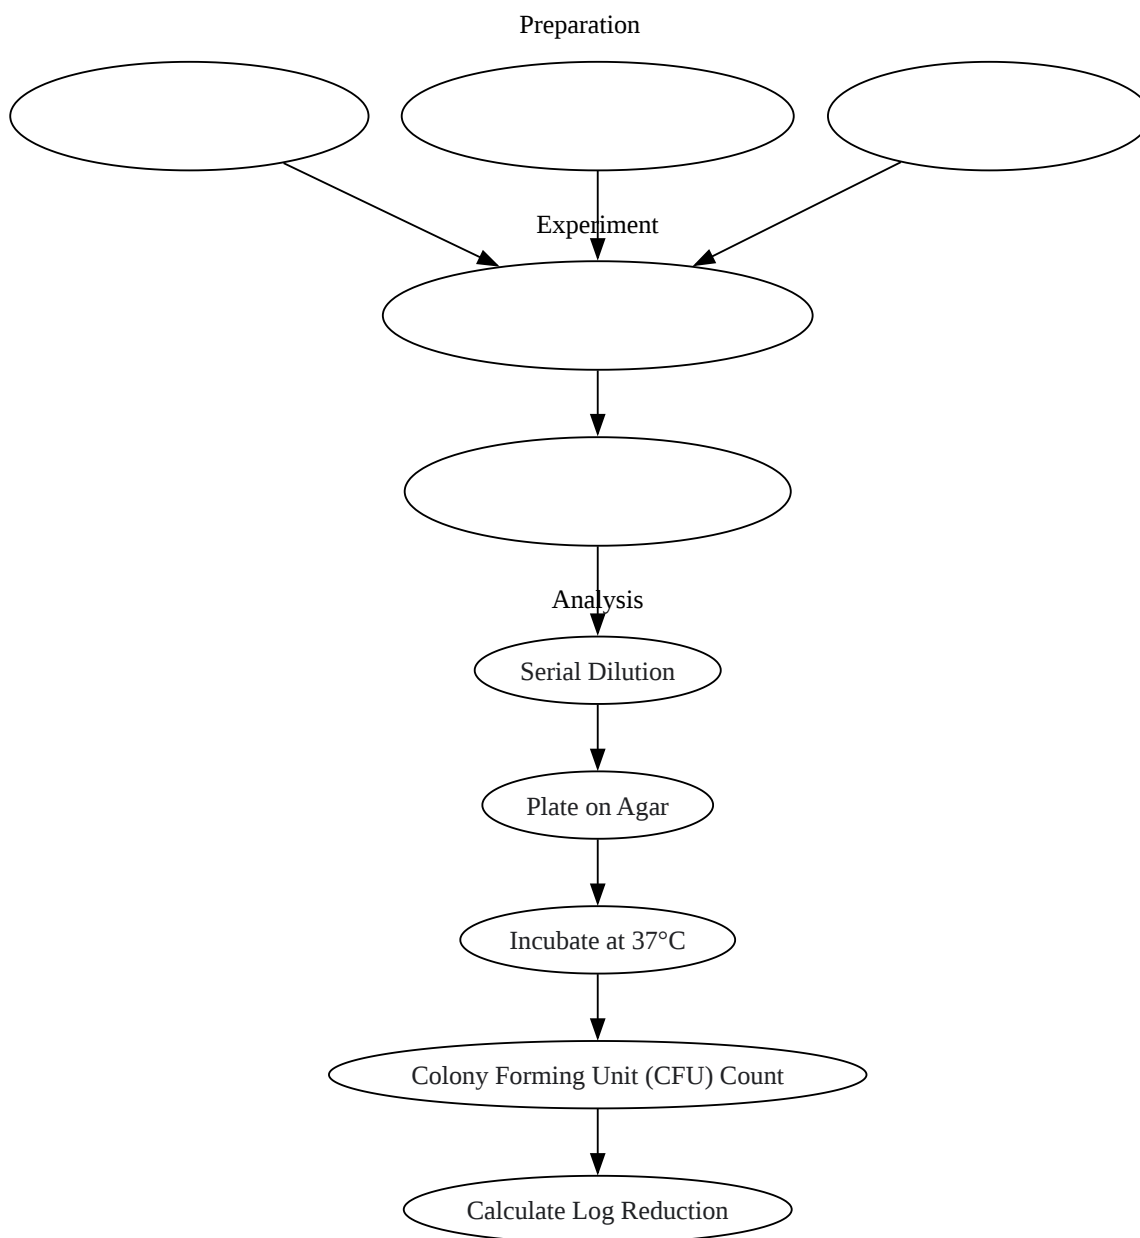 Preparation
Experiment
Analysis
Serial Dilution
Plate on Agar
Incubate at 37°C
Colony Forming Unit (CFU) Count
Calculate Log Reduction